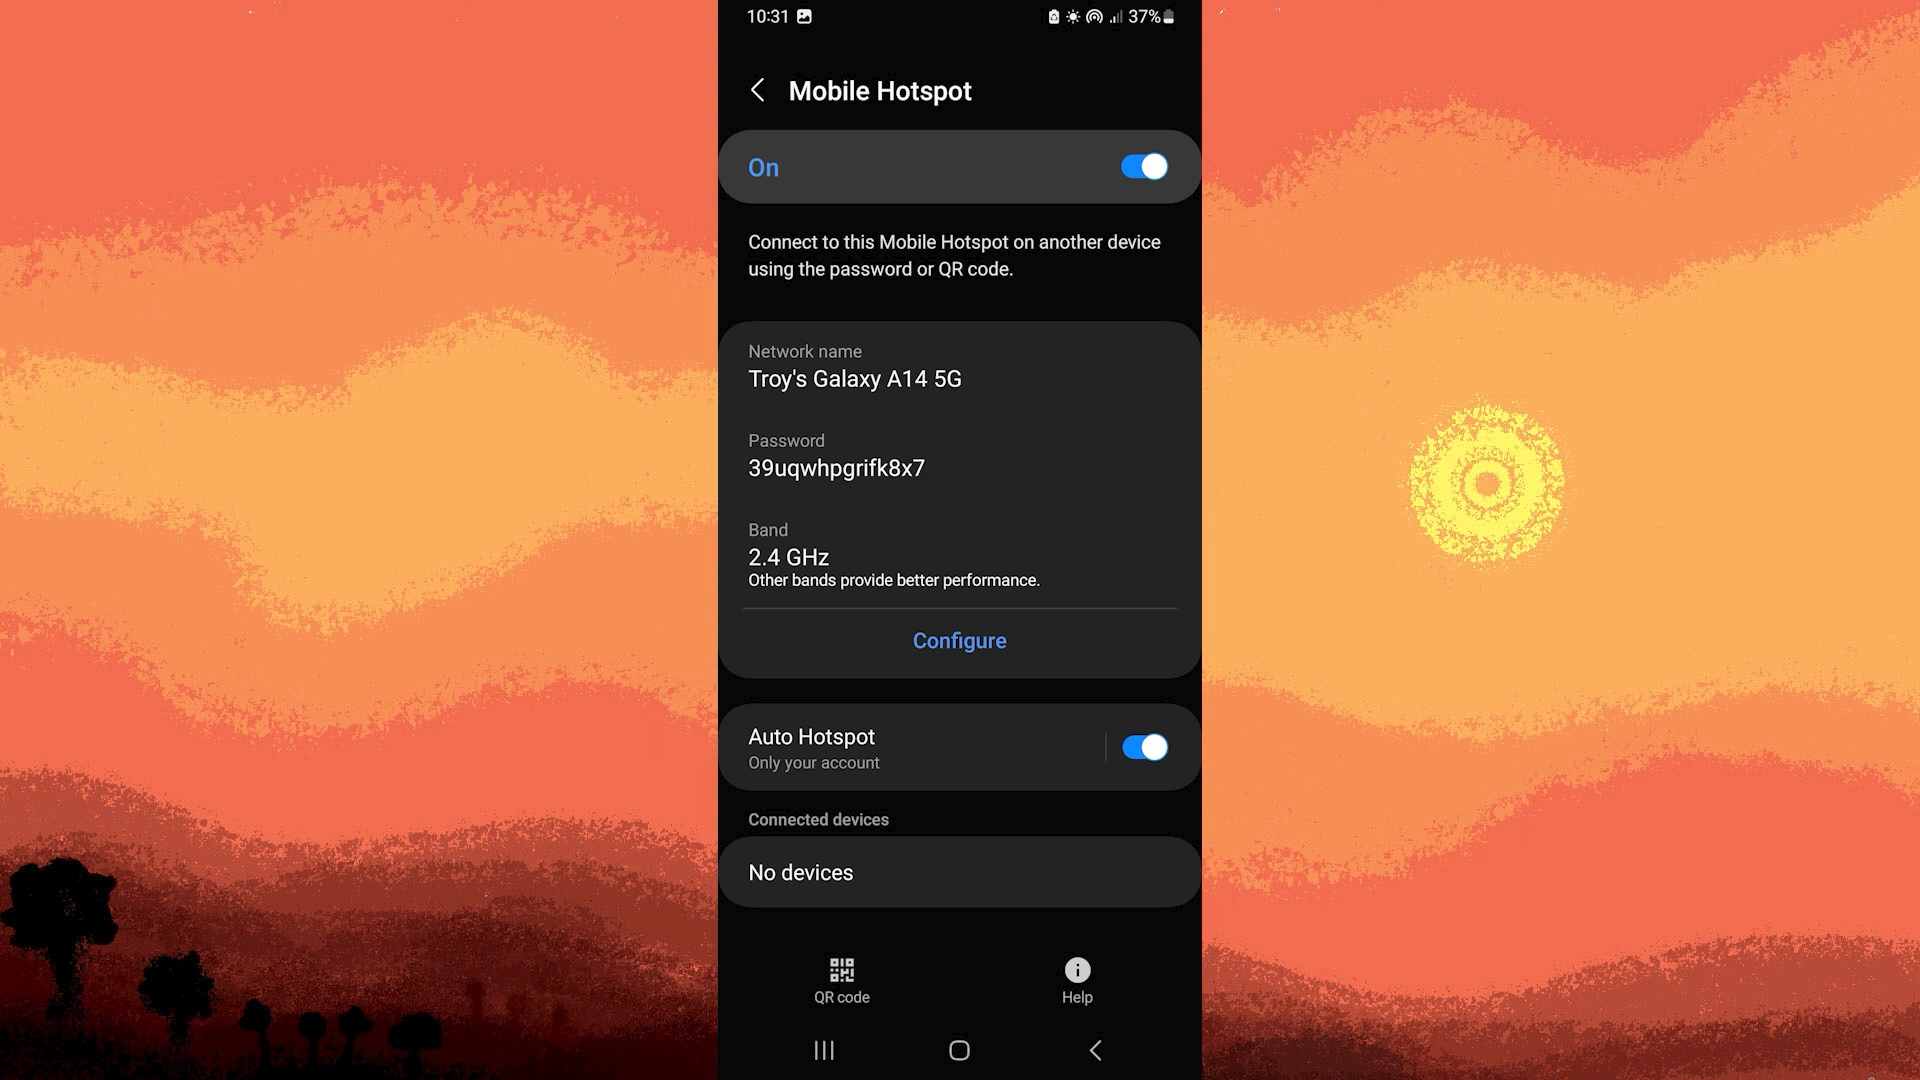 10:31
37%
Mobile Hotspot
On
Connect to this Mobile Hotspot on another device
using the password or QR code.
Network name
Troy's Galaxy A14 5G
Password
39uqwhpgrifk8x7
Band
2.4 GHz
Other bands provide better performance.
Configure
Auto Hotspot
Only your account
Connected devices
No devices
QR code
Help